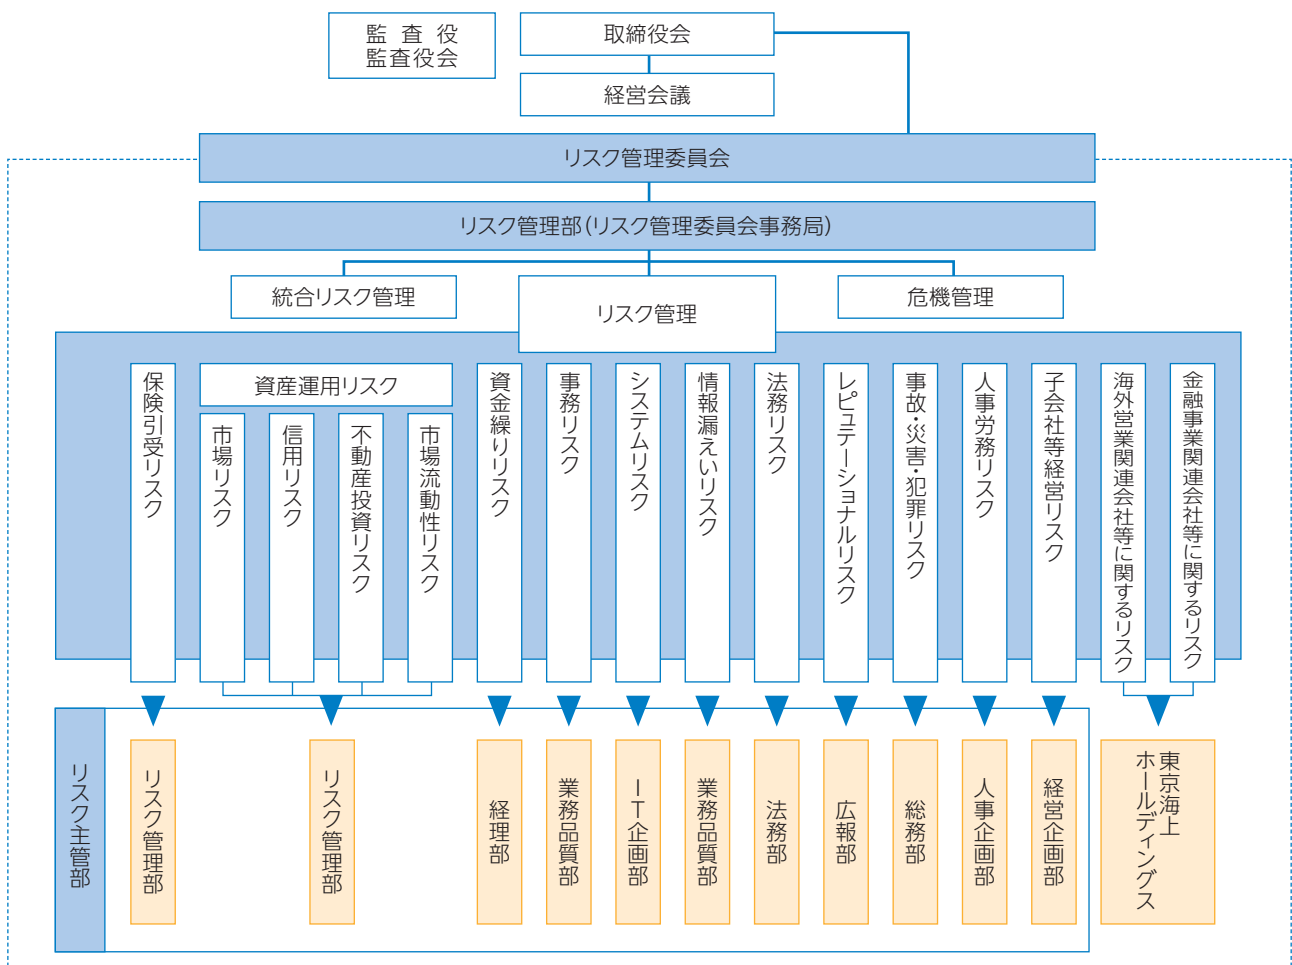 監査役
監査役会
取締役会
経営会議
リスク管理委員会
リスク管理部(リスク管理委員会事務局)
統合リスク管理
リスク管理
危機管理
保険引受リスク
資産運用リスク
市場リスク
信用リスク
不動産投資リスク
市場流動性リスク
資金繰りリスク
事務リスク
システムリスク
情報漏えいリスク
法務リスク
レピュテーショナルリスク
事故・災害・犯罪リスク
人事労務リスク
子会社等経営リスク
海外営業関連会社等に関するリスク
金融事業関連会社等に関するリスク
リスク主管部
リスク管理部
リスク管理部
経理部
業務品質部
IT企画部
業務品質部
法務部
広報部
総務部
人事企画部
経営企画部
東京海上
ホールディングス